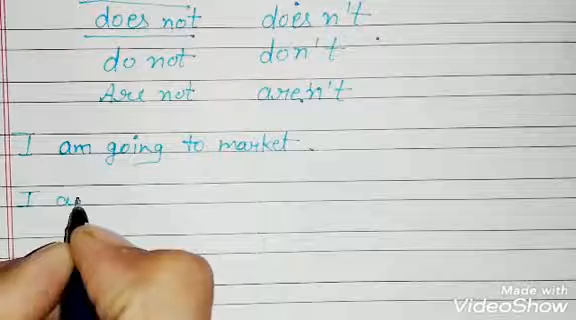 does not does n't
do not don't
Are not aren't
I am going to market .
I a
Made with
VideoShow